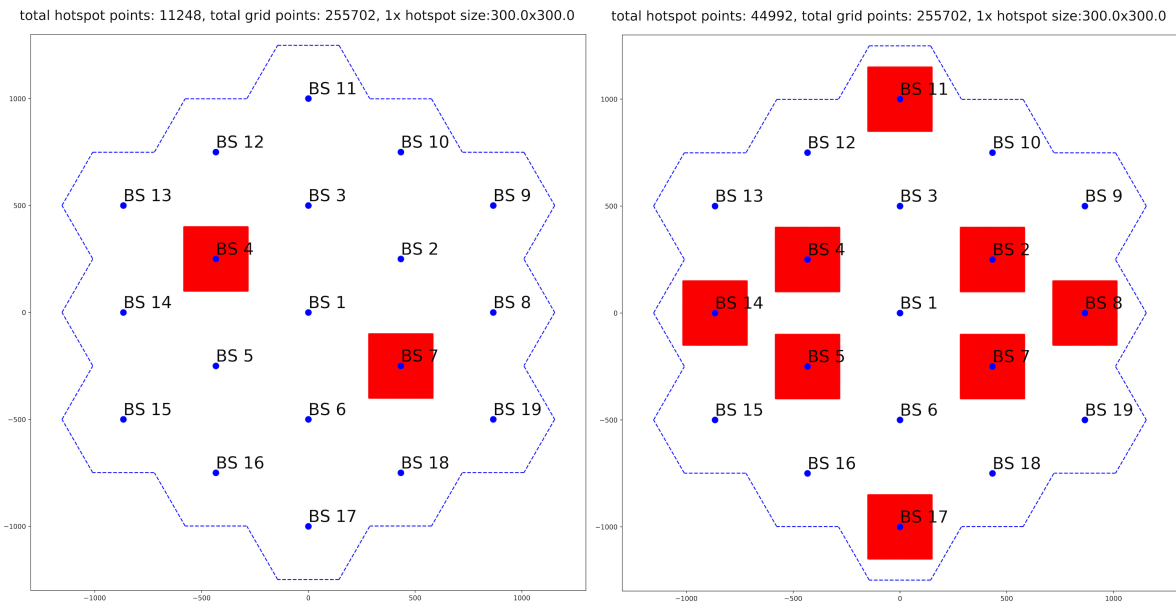 total hotspot points: 11248, total grid points: 255702, 1x hotspot size:300.0x300.0
BS 11
1000
BS 12
BS 10
BS 13
BS 3
BS 9
500
BS 4
BS 2
BS 14
BS 1
BS 8
0
BS 5
BS 7
BS 15
BS 6
BS 19
−500
BS 16
BS 18
BS 17
−1000
−1000
−500
0
500
1000
total hotspot points: 44992, total grid points: 255702, 1x hotspot size:300.0x300.0
BS 11
1000
BS 12
BS 10
BS 13
BS 3
BS 9
500
BS 4
BS 2
BS 14
BS 1
BS 8
0
BS 5
BS 7
BS 15
BS 6
BS 19
−500
BS 16
BS 18
BS 17
−1000
−1000
−500
0
500
1000